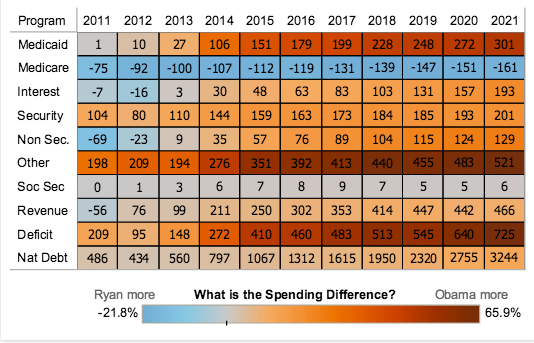 Program 2011 2012 2013 2014 2015 2016 2017 2018 2019 2020 2021
Medicaid 1 10 27 106 151 179 199 228 248 272 301
Medicare -75 -92 -100 -107 -112 -119 -131 -139 -147 -151 -161
Interest -7 -16 3 30 48 63 83 103 131 157 193
Security 104 80 110 144 159 163 173 184 185 193 201
Non Sec. -69 -23 9 35 57 76 89 104 115 124 129
Other 198 209 194 276 351 392 413 440 455 483 521
Soc Sec 0 1 3 6 7 8 9 7 5 5 6
Revenue -56 76 99 211 250 302 353 414 447 442 466
Deficit 209 95 148 272 410 460 483 513 545 640 725
Nat Debt 486 434 560 797 1067 1312 1615 1950 2320 2755 3244
Ryan more What is the Spending Difference? Obama more
-21.8% 65.9%